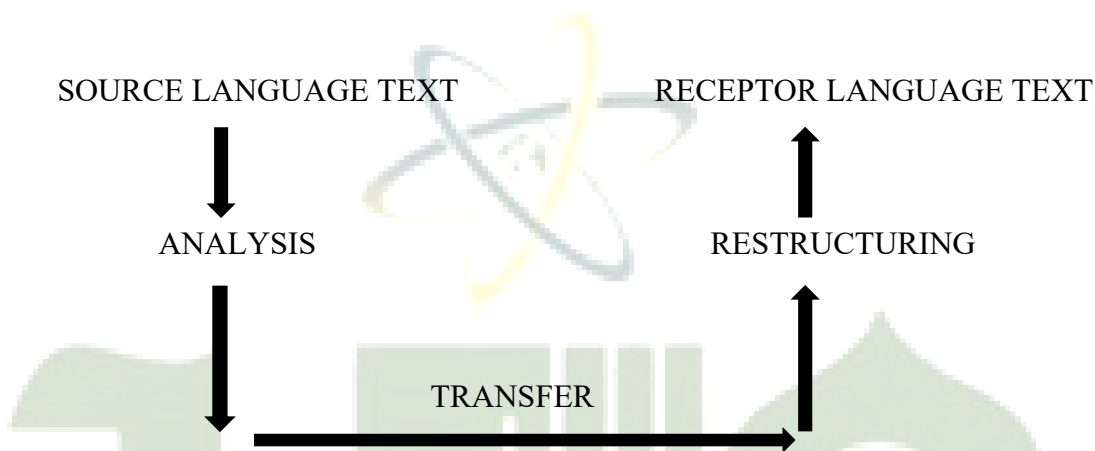 SOURCE LANGUAGE TEXT RECEPTOR LANGUAGE TEXT
ANALYSIS RESTRUCTURING
TRANSFER